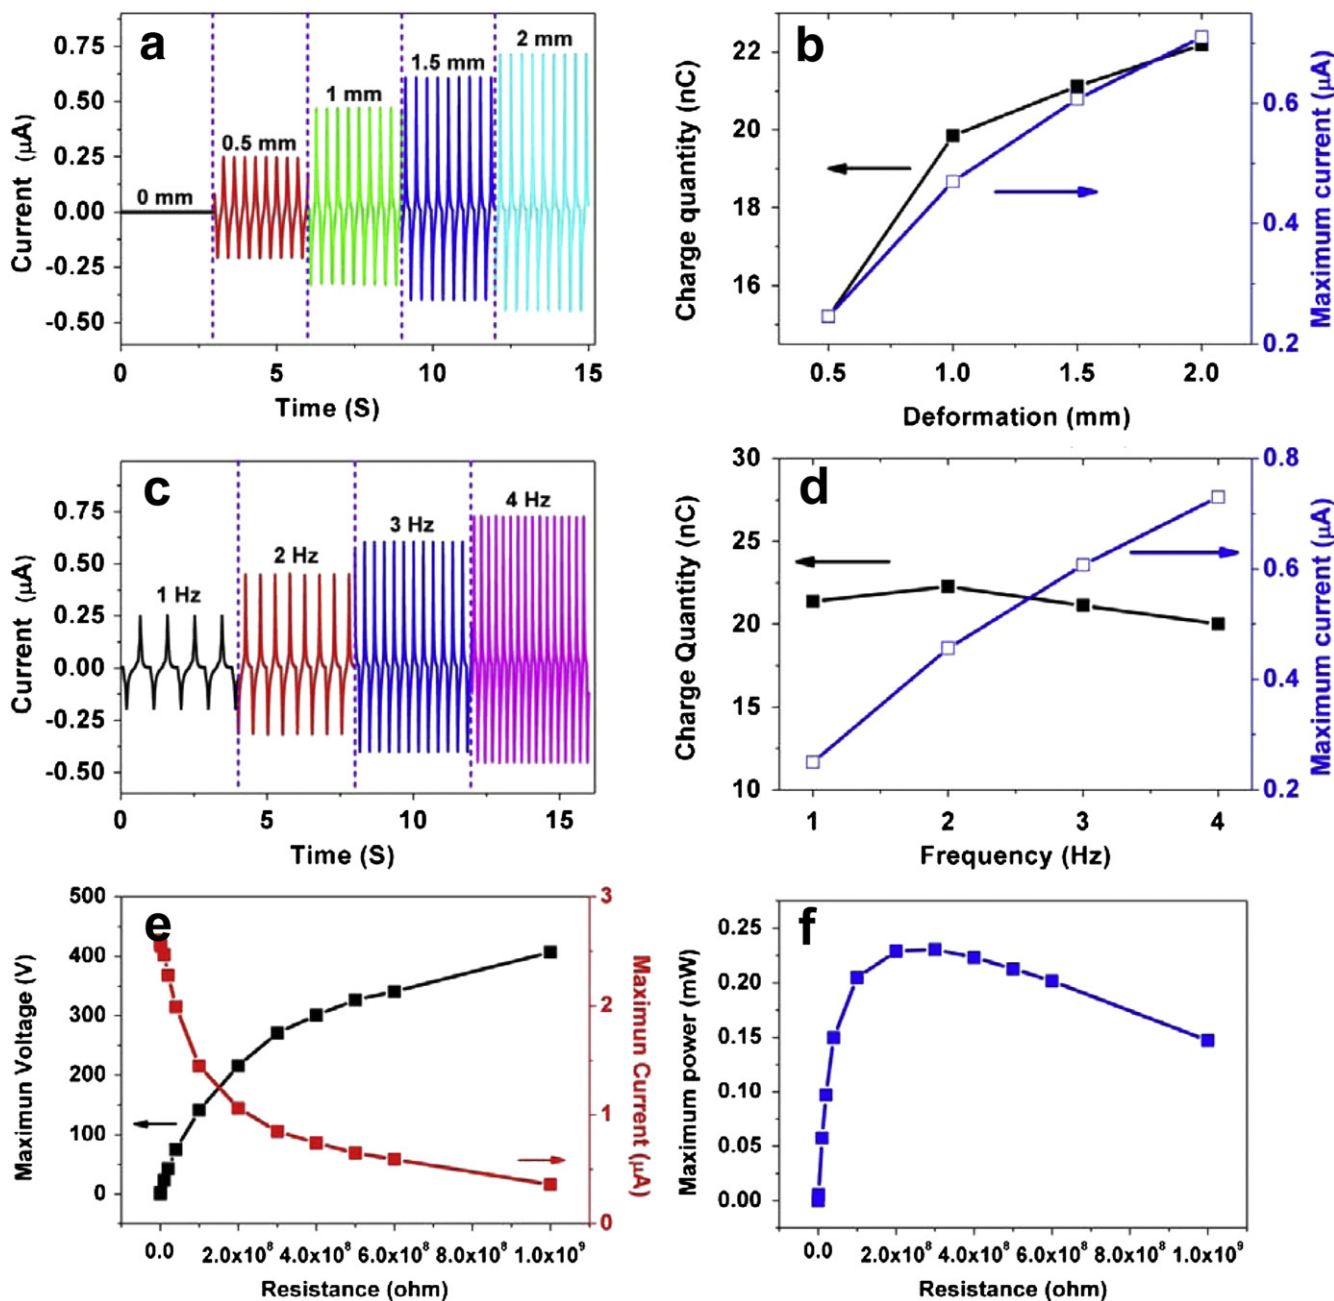 a
0.75
0.50
0.25
0.00
-0.25
-0.50
Current (μA)
0 mm
0.5 mm
1 mm
1.5 mm
2 mm
0
5
10
15
Time (S)
b
22
20
18
16
Charge quantity (nC)
0.6
0.4
0.2
Maximum current (μA)
0.5
1.0
1.5
2.0
Deformation (mm)
c
0.75
0.50
0.25
0.00
-0.25
-0.50
Current (μA)
1 Hz
2 Hz
3 Hz
4 Hz
0
5
10
15
Time (S)
d
30
25
20
15
10
Charge Quantity (nC)
0.8
0.6
0.4
0.2
Maximum current (μA)
1
2
3
4
Frequency (Hz)
e
500
400
300
200
100
0
Maximun Voltage (V)
3
2
1
0
Maximun Current (μA)
0.0
2.0x10⁸
4.0x10⁸
6.0x10⁸
8.0x10⁸
1.0x10⁹
Resistance (ohm)
f
0.25
0.20
0.15
0.10
0.05
0.00
Maximum power (mW)
0.0
2.0x10⁸
4.0x10⁸
6.0x10⁸
8.0x10⁸
1.0x10⁹
Resistance (ohm)